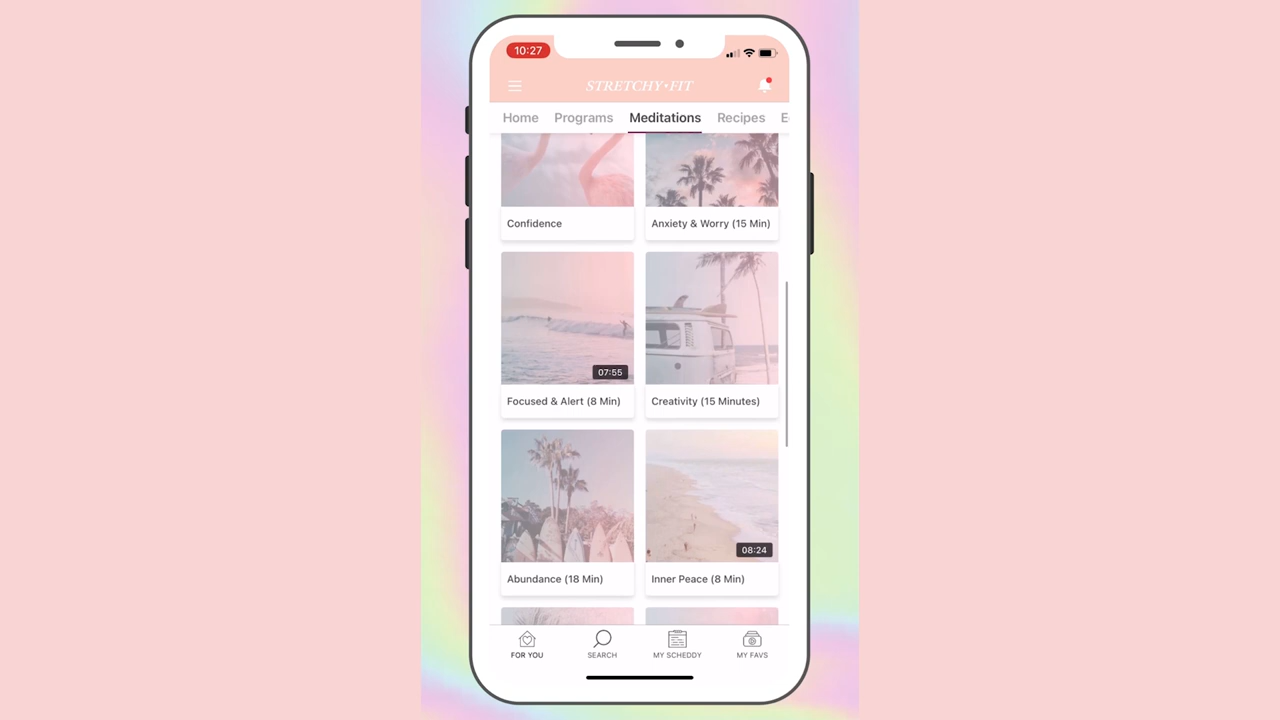 10:27
STRETCHY•FIT
Home Programs Meditations Recipes E
Confidence Anxiety & Worry (15 Min)
07:55
Focused & Alert (8 Min) Creativity (15 Minutes)
08:24
Abundance (18 Min) Inner Peace (8 Min)
FOR YOU SEARCH MY SCHEDDY MY FAVS